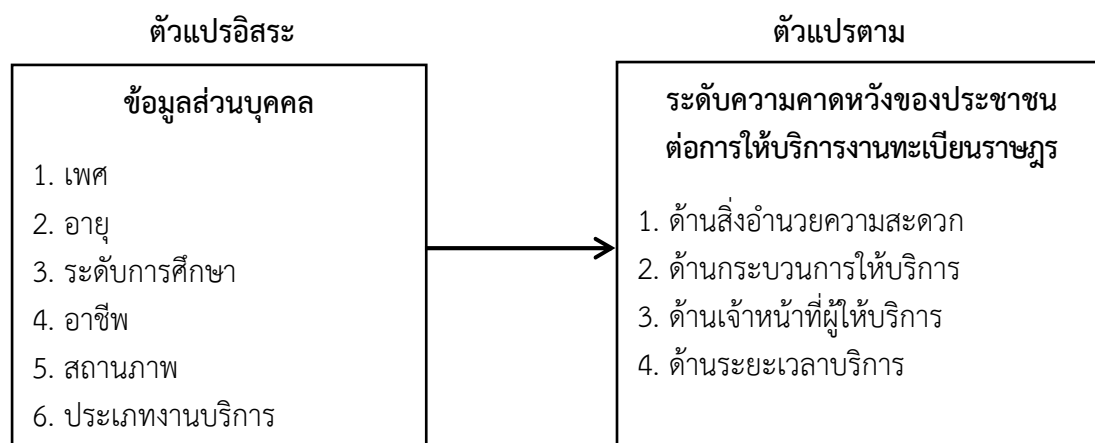 ตัวแปรอิสระ
ข้อมูลส่วนบุคคล
1. เพศ
2. อายุ
3. ระดับการศึกษา
4. อาชีพ
5. สถานภาพ
6. ประเภทงานบริการ
ตัวแปรตาม
ระดับความคาดหวังของประชาชน
ต่อการให้บริการงานทะเบียนราษฎร
1. ด้านสิ่งอำนวยความสะดวก
2. ด้านกระบวนการให้บริการ
3. ด้านเจ้าหน้าที่ผู้ให้บริการ
4. ด้านระยะเวลาบริการ